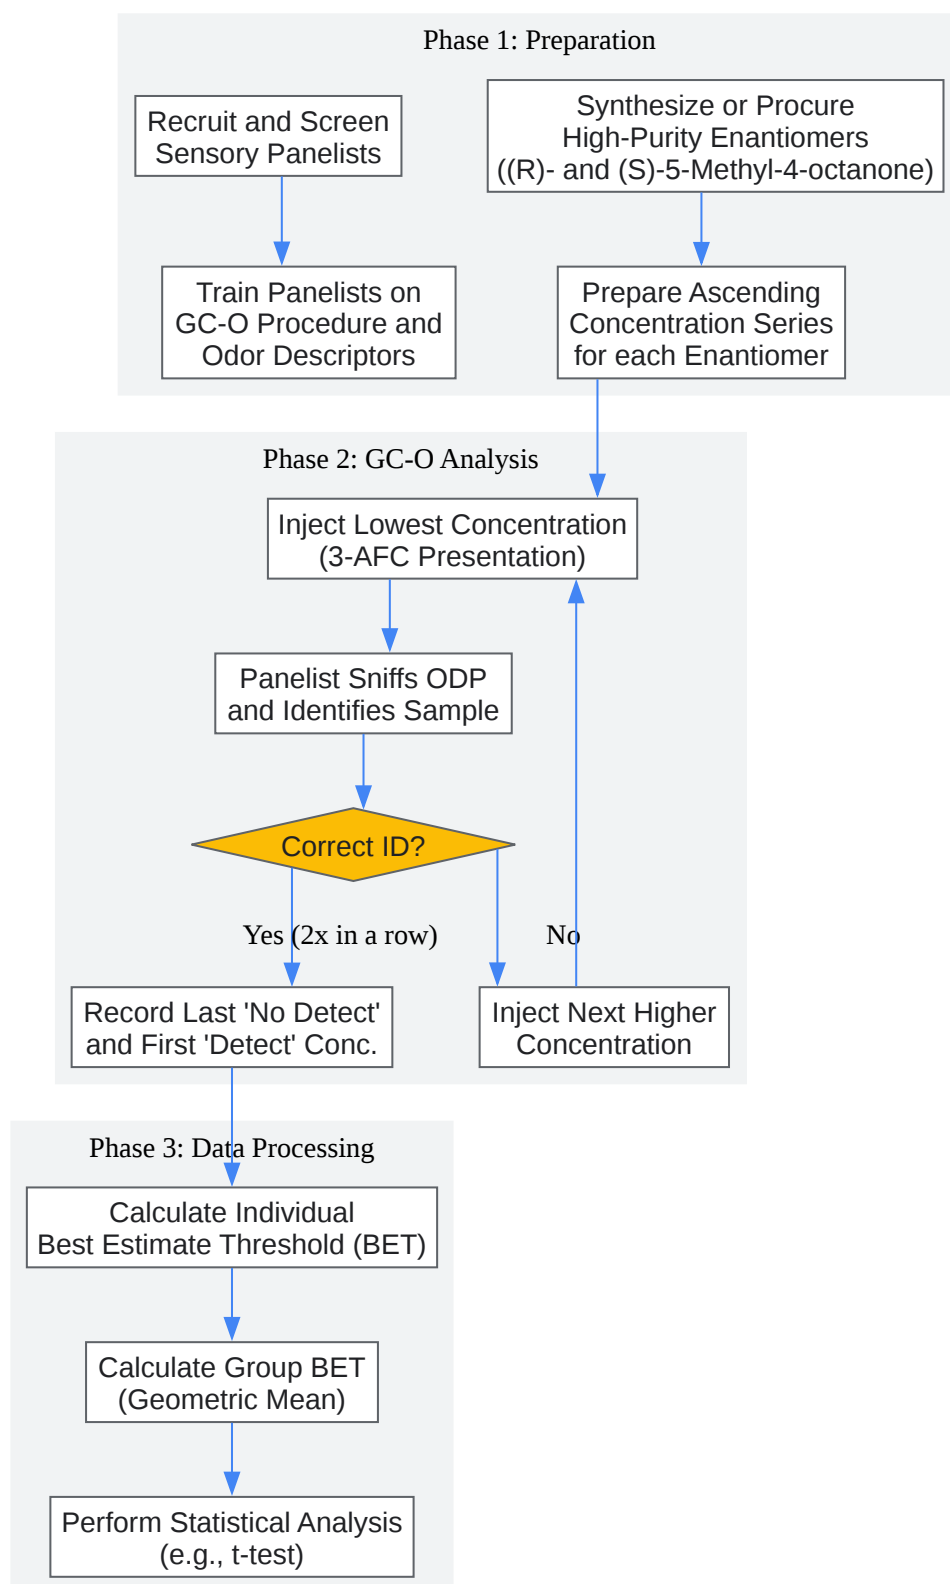 Phase 1: Preparation
Recruit and Screen
Sensory Panelists
Synthesize or Procure
High-Purity Enantiomers
((R)- and (S)-5-Methyl-4-octanone)
Train Panelists on
GC-O Procedure and
Odor Descriptors
Prepare Ascending
Concentration Series
for each Enantiomer
Phase 2: GC-O Analysis
Inject Lowest Concentration
(3-AFC Presentation)
Panelist Sniffs ODP
and Identifies Sample
Correct ID?
Yes (2x in a row)
No
Record Last 'No Detect'
and First 'Detect' Conc.
Inject Next Higher
Concentration
Phase 3: Data Processing
Calculate Individual
Best Estimate Threshold (BET)
Calculate Group BET
(Geometric Mean)
Perform Statistical Analysis
(e.g., t-test)